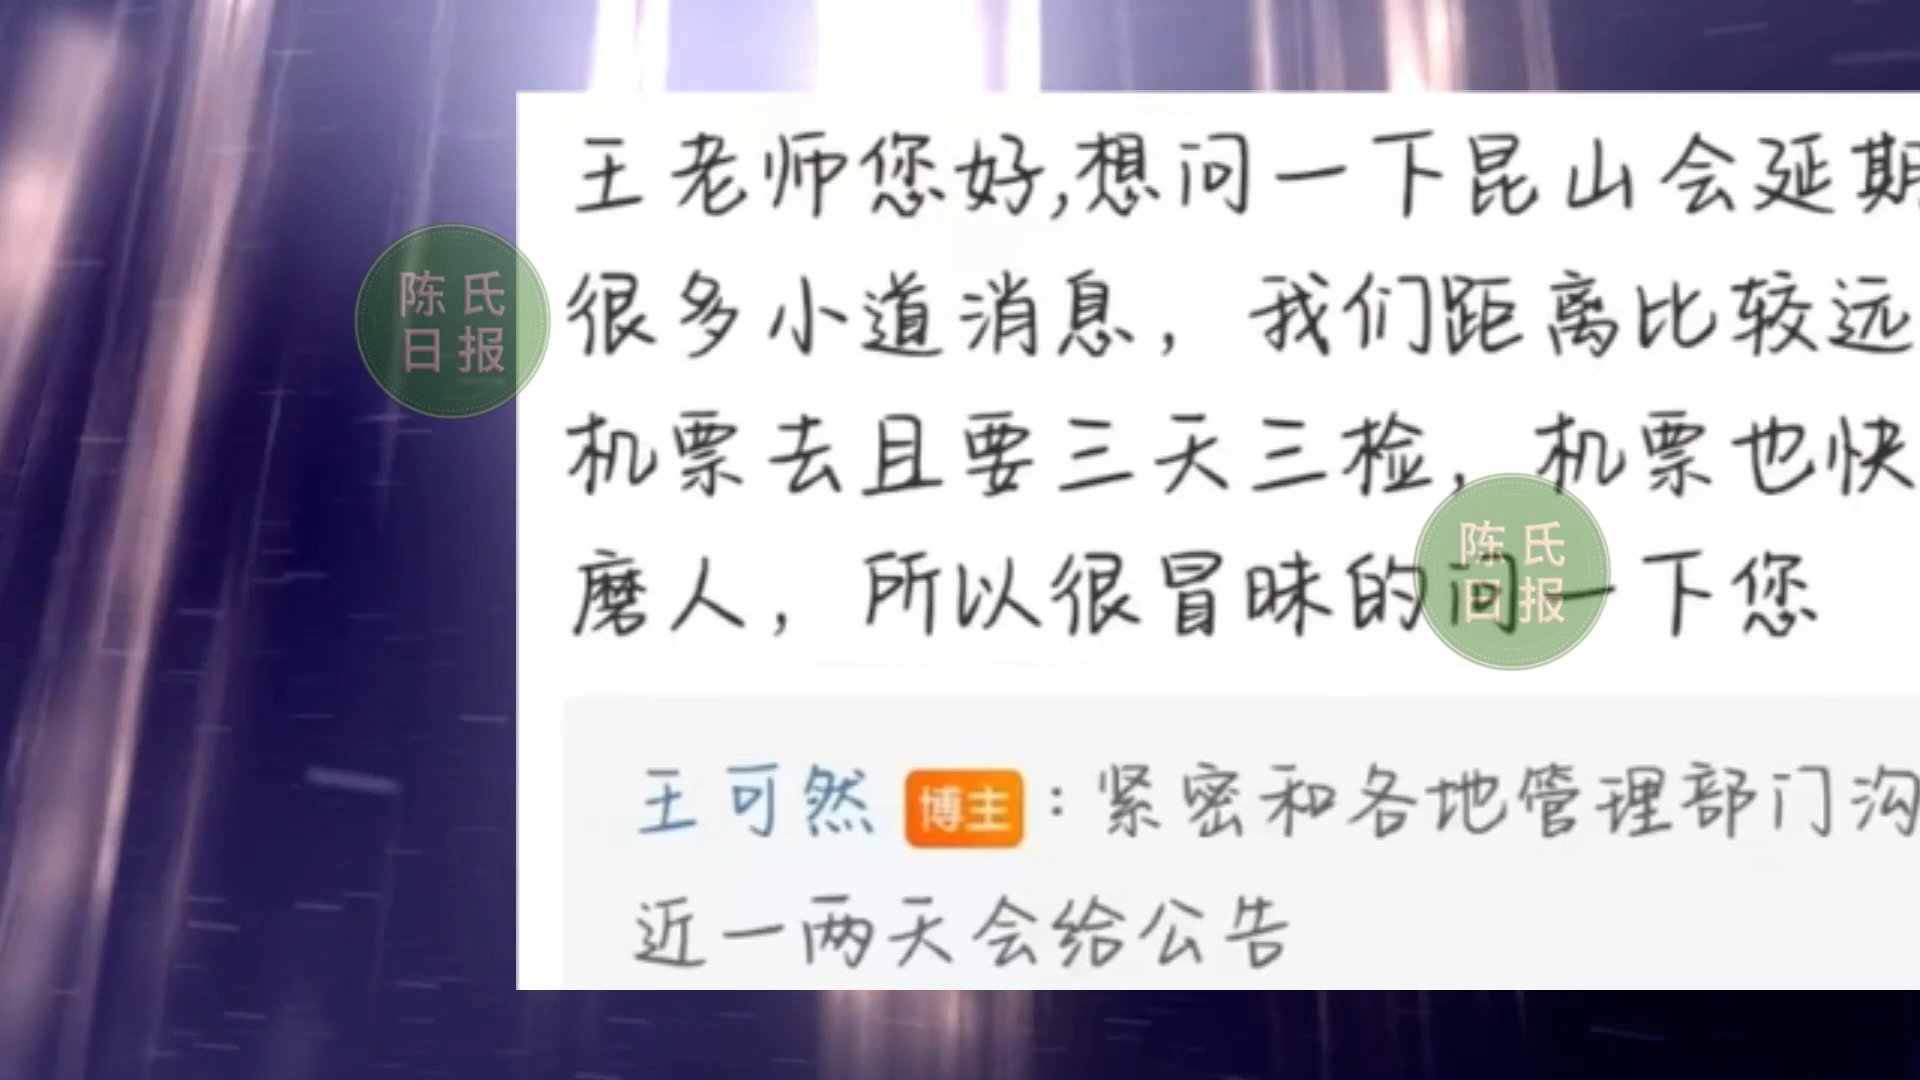 王老师您好,想问一下昆山会延期
很多小道消息，我们距离比较远
机票去且要三天三检，机票也快
磨人，所以很冒昧的问一下您
王可然 博主：紧密和各地管理部门沟
近一两天会给公告
陈氏
日报
陈氏
日报